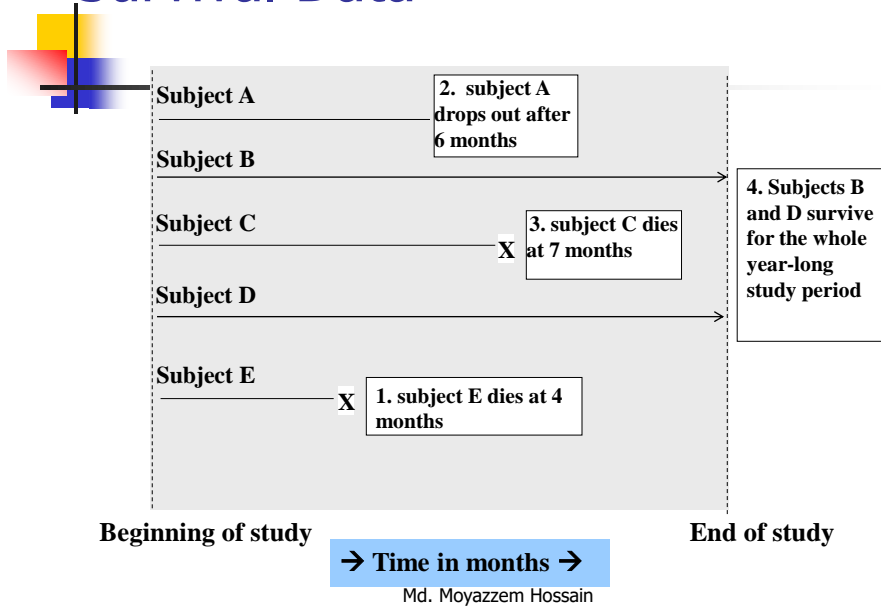 Survival Data
Subject A
2. subject A
drops out after
6 months
Subject B
4. Subjects B
and D survive
for the whole
year-long
study period
Subject C
X
3. subject C dies
at 7 months
Subject D
Subject E
X
1. subject E dies at 4
months
Beginning of study
End of study
→ Time in months →
Md. Moyazzem Hossain